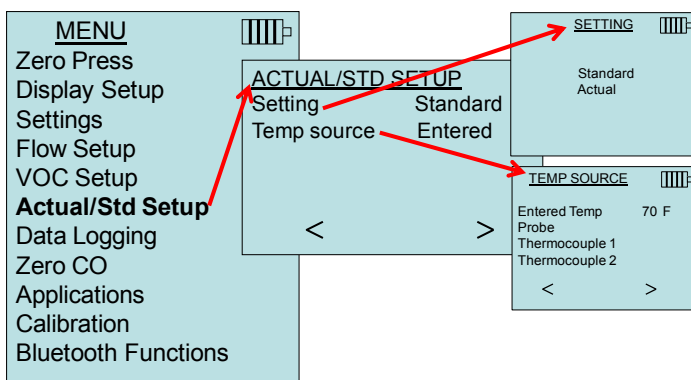 MENU
Zero Press
Display Setup
Settings
Flow Setup
VOC Setup
Actual/Std Setup
Data Logging
Zero CO
Applications
Calibration
Bluetooth Functions
ACTUAL/STD SETUP
Setting Standard
Temp source Entered
< >
SETTING
Standard
Actual
TEMP SOURCE
Entered Temp 70 F
Probe
Thermocouple 1
Thermocouple 2
< >